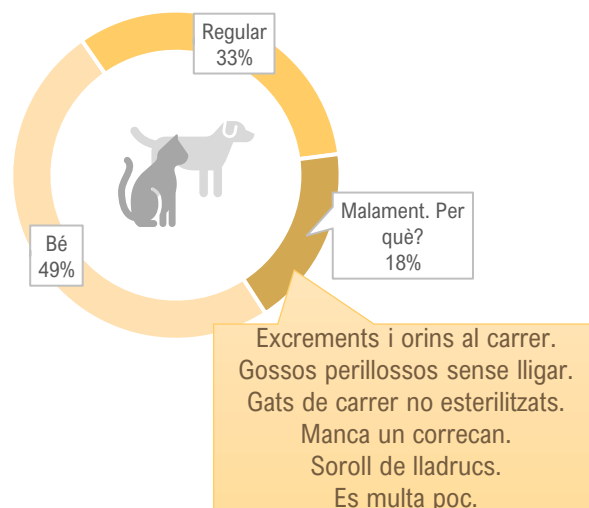 Regular
33%
Malament. Per
què?
18%
Bé
49%
Excrements i orins al carrer.
Gossos perillossos sense lligar.
Gats de carrer no esterilitzats.
Manca un correcan.
Soroll de lladrucs.
Es multa poc.